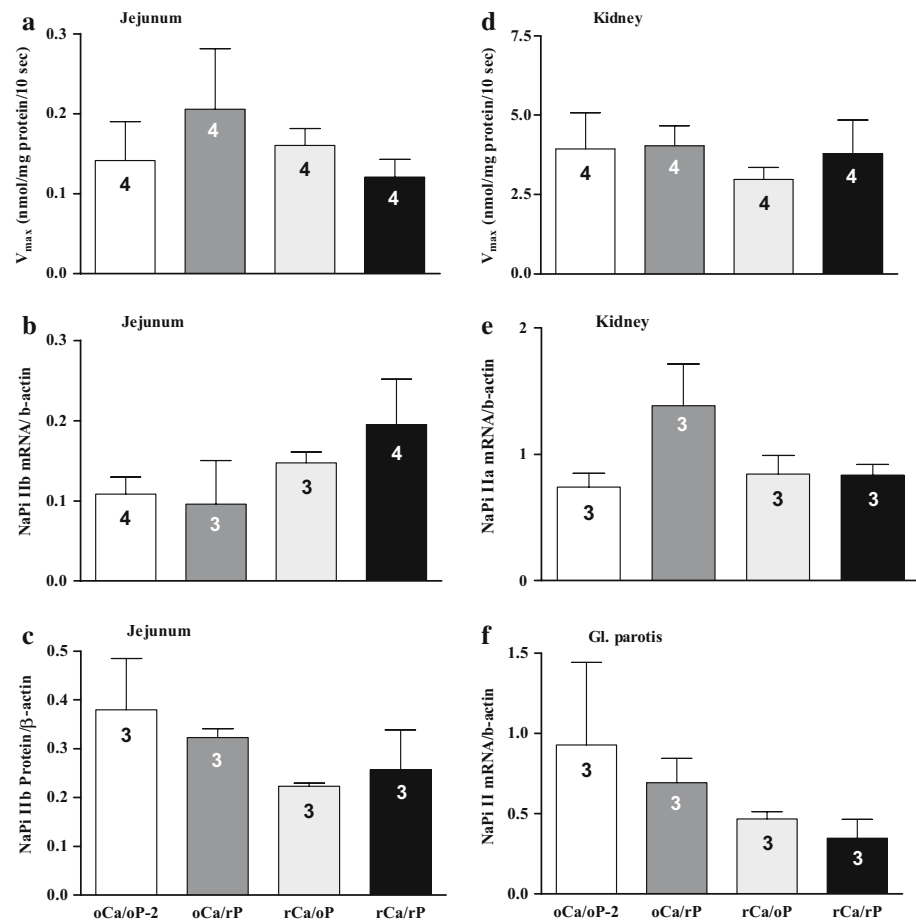 a Jejunum
V_max (nmol/mg protein/10 sec)
0.3
0.2
0.1
0.0
4 4 4 4
d Kidney
V_max (nmol/mg protein/10 sec)
7.5
5.0
2.5
0.0
4 4 4 4
b Jejunum
NaPi IIb mRNA/ b-actin
0.3
0.2
0.1
0.0
4 3 3 4
e Kidney
NaPi IIa mRNA/b-actin
2
1
0
3 3 3 3
c Jejunum
NaPi IIb Protein/β-actin
0.5
0.4
0.3
0.2
0.1
0.0
3 3 3 3
oCa/oP-2 oCa/rP rCa/oP rCa/rP
f Gl. parotis
NaPi II mRNA/b-actin
1.5
1.0
0.5
0.0
3 3 3 3
oCa/oP-2 oCa/rP rCa/oP rCa/rP